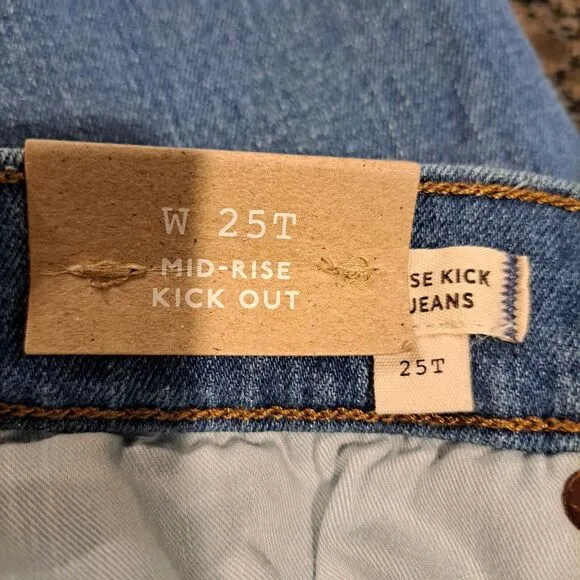 W 25T
MID-RISE
KICK OUT
SE KICK
JEANS
25T